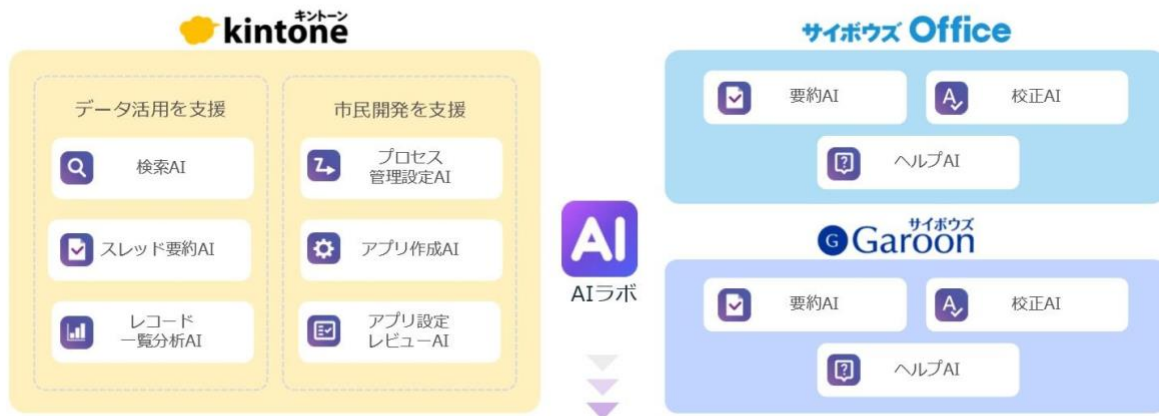 キントーン
kintone
データ活用を支援
検索AI
スレッド要約AI
レコード
一覧分析AI
市民開発を支援
プロセス
管理設定AI
アプリ作成AI
アプリ設定
レビューAI
AI
AIラボ
サイボウズ Office
要約AI
A
校正AI
?
ヘルプAI
サイボウズ
G Garoon
要約AI
A
校正AI
?
ヘルプAI